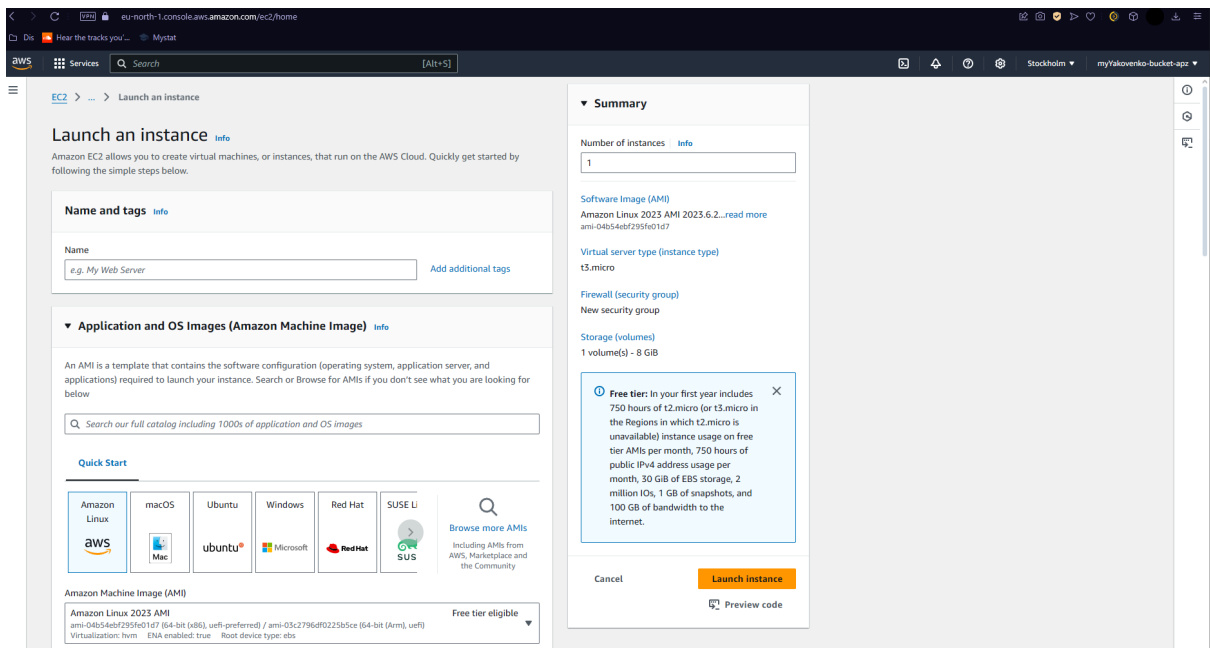 VPN eu-north-1.console.aws.amazon.com/ec2/home
Dis Hear the tracks you'... Mystat
aws Services Search [Alt+S] Stockholm ▼ myYakovenko-bucket-apz ▼
EC2 > ... > Launch an instance
Launch an instance Info
Amazon EC2 allows you to create virtual machines, or instances, that run on the AWS Cloud. Quickly get started by
following the simple steps below.
Name and tags Info
Name
e.g. My Web Server
Add additional tags
▼ Application and OS Images (Amazon Machine Image) Info
An AMI is a template that contains the software configuration (operating system, application server, and
applications) required to launch your instance. Search or Browse for AMIs if you don't see what you are looking for
below
Search our full catalog including 1000s of application and OS images
Quick Start
Amazon
Linux
aws
macOS
Mac
Ubuntu
ubuntu®
Windows
Microsoft
Red Hat
Red Hat
SUSE Li
SUS
Browse more AMIs
Including AMIs from
AWS, Marketplace and
the Community
Amazon Machine Image (AMI)
Amazon Linux 2023 AMI Free tier eligible
ami-04b54ebf295fe01d7 (64-bit (x86), uefi-preferred) / ami-03c2796df0225b5ce (64-bit (Arm), uefi)
Virtualization: hvm ENA enabled: true Root device type: ebs
▼ Summary
Number of instances Info
1
Software Image (AMI)
Amazon Linux 2023 AMI 2023.6.2...read more
ami-04b54ebf295fe01d7
Virtual server type (instance type)
t3.micro
Firewall (security group)
New security group
Storage (volumes)
1 volume(s) - 8 GiB
Free tier: In your first year includes
750 hours of t2.micro (or t3.micro in
the Regions in which t2.micro is
unavailable) instance usage on free
tier AMIs per month, 750 hours of
public IPv4 address usage per
month, 30 GiB of EBS storage, 2
million IOs, 1 GB of snapshots, and
100 GB of bandwidth to the
internet.
Cancel
Launch instance
Preview code